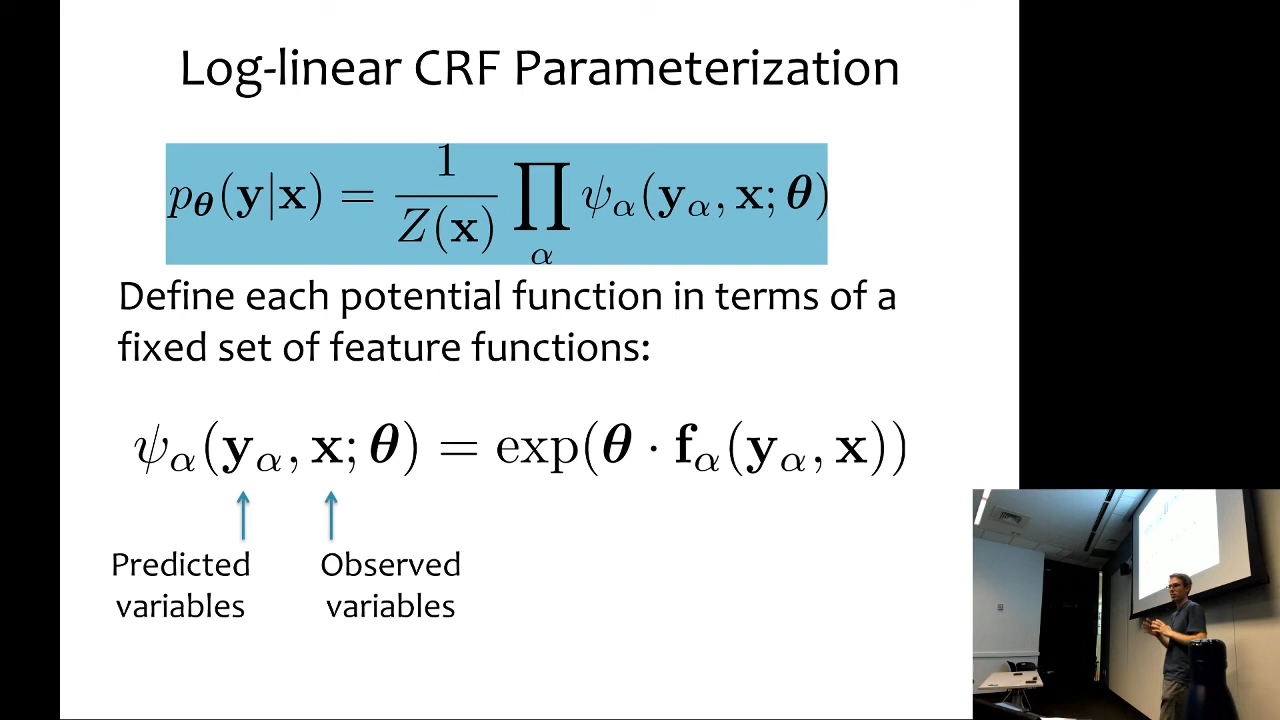 Log-linear CRF Parameterization
p_θ(y|x) = 1/Z(x) ∏_α ψ_α(y_α, x; θ)
Define each potential function in terms of a
fixed set of feature functions:
ψ_α(y_α, x; θ) = exp(θ · f_α(y_α, x))
Predicted
variables
Observed
variables